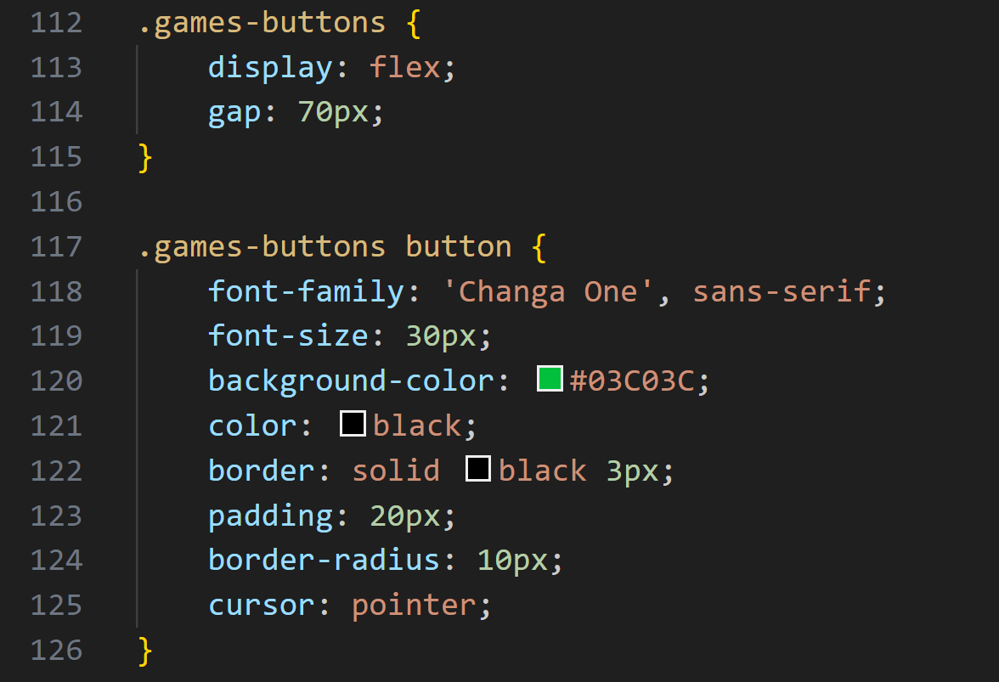 112 .games-buttons {
113 display: flex;
114 gap: 70px;
115 }
116
117 .games-buttons button {
118 font-family: 'Changa One', sans-serif;
119 font-size: 30px;
120 background-color: #03C03C;
121 color: black;
122 border: solid black 3px;
123 padding: 20px;
124 border-radius: 10px;
125 cursor: pointer;
126 }